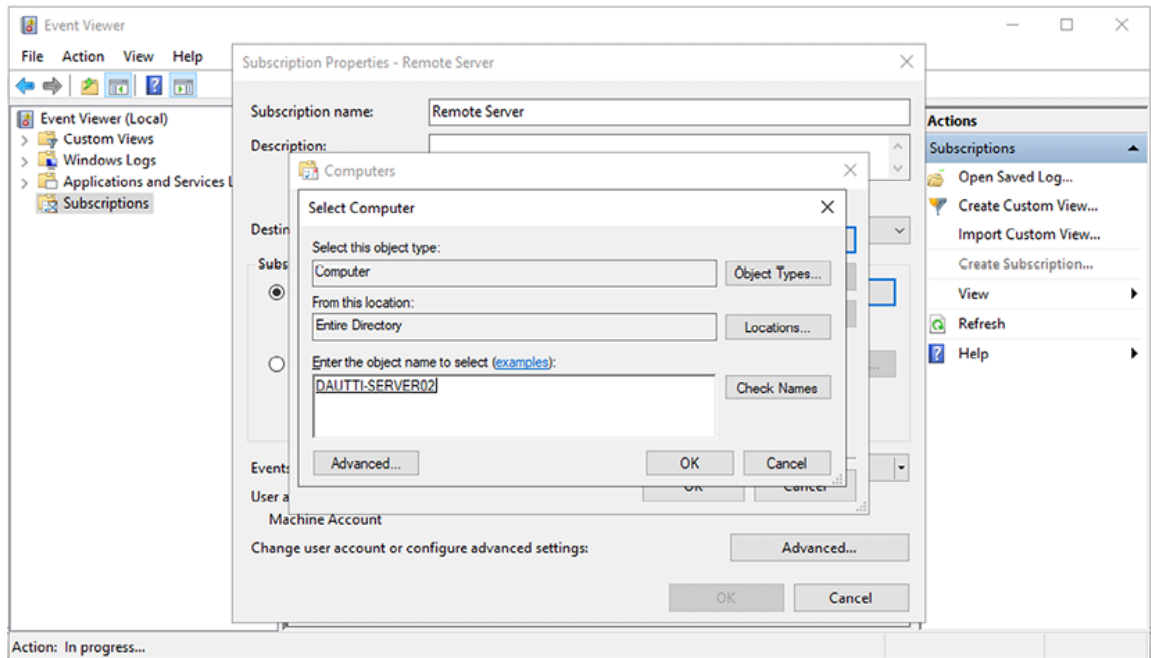 Event Viewer
File Action View Help
Event Viewer (Local)
Custom Views
Windows Logs
Applications and Services L
Subscriptions
Subscription Properties - Remote Server
Subscription name: Remote Server
Description:
Destin
Subs
Computers
Select Computer
Select this object type:
Computer
Object Types...
From this location:
Entire Directory
Locations...
Enter the object name to select (examples):
DAUTTI-SERVER02
Check Names
Advanced... OK Cancel
OK Cancel
Events
User a
Machine Account
Change user account or configure advanced settings: Advanced...
OK Cancel
Actions
Subscriptions
Open Saved Log...
Create Custom View...
Import Custom View...
Create Subscription...
View
Refresh
Help
Action: In progress...